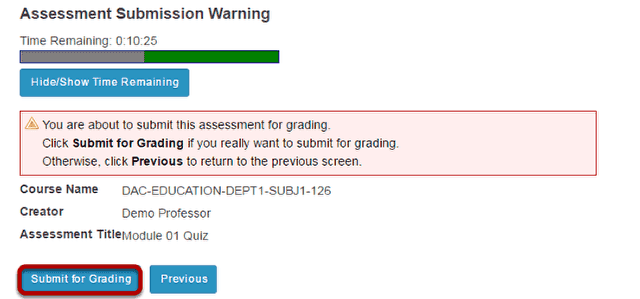 Assessment Submission Warning
Time Remaining: 0:10:25
Hide/Show Time Remaining
You are about to submit this assessment for grading.
Click Submit for Grading if you really want to submit for grading.
Otherwise, click Previous to return to the previous screen.
Course Name DAC-EDUCATION-DEPT1-SUBJ1-126
Creator Demo Professor
Assessment Title Module 01 Quiz
Submit for Grading Previous